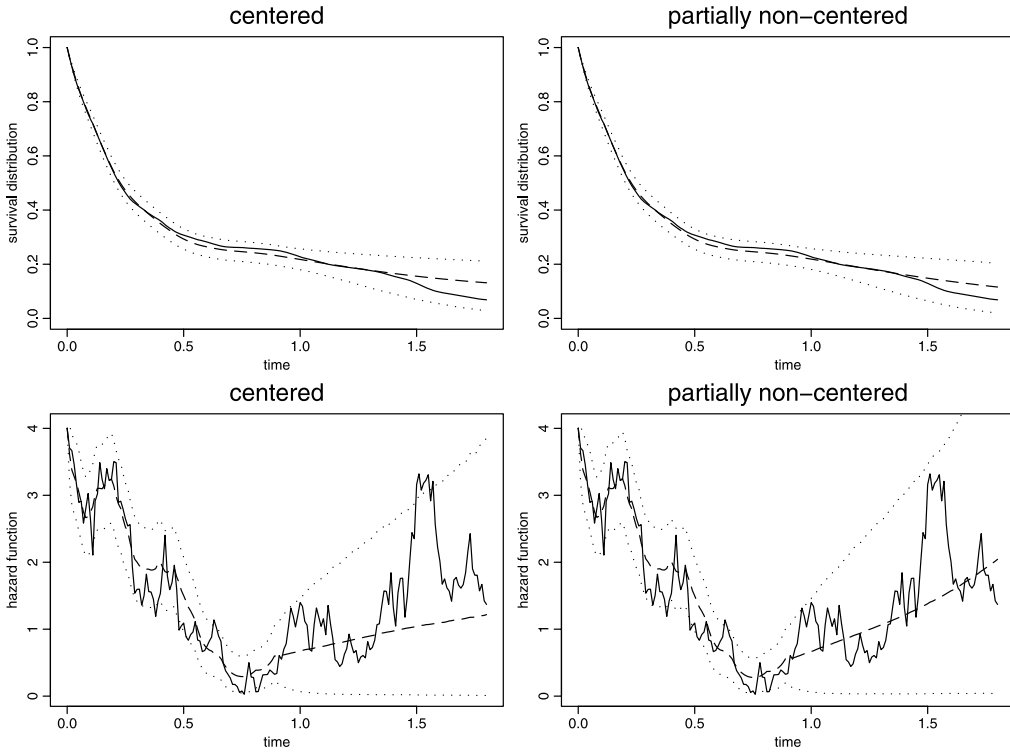 centered
partially non−centered
survival distribution
0.0 0.2 0.4 0.6 0.8 1.0
0.0 0.5 1.0 1.5
time
survival distribution
0.0 0.2 0.4 0.6 0.8 1.0
0.0 0.5 1.0 1.5
time
centered
partially non−centered
hazard function
0 1 2 3 4
0.0 0.5 1.0 1.5
time
hazard function
0 1 2 3 4
0.0 0.5 1.0 1.5
time